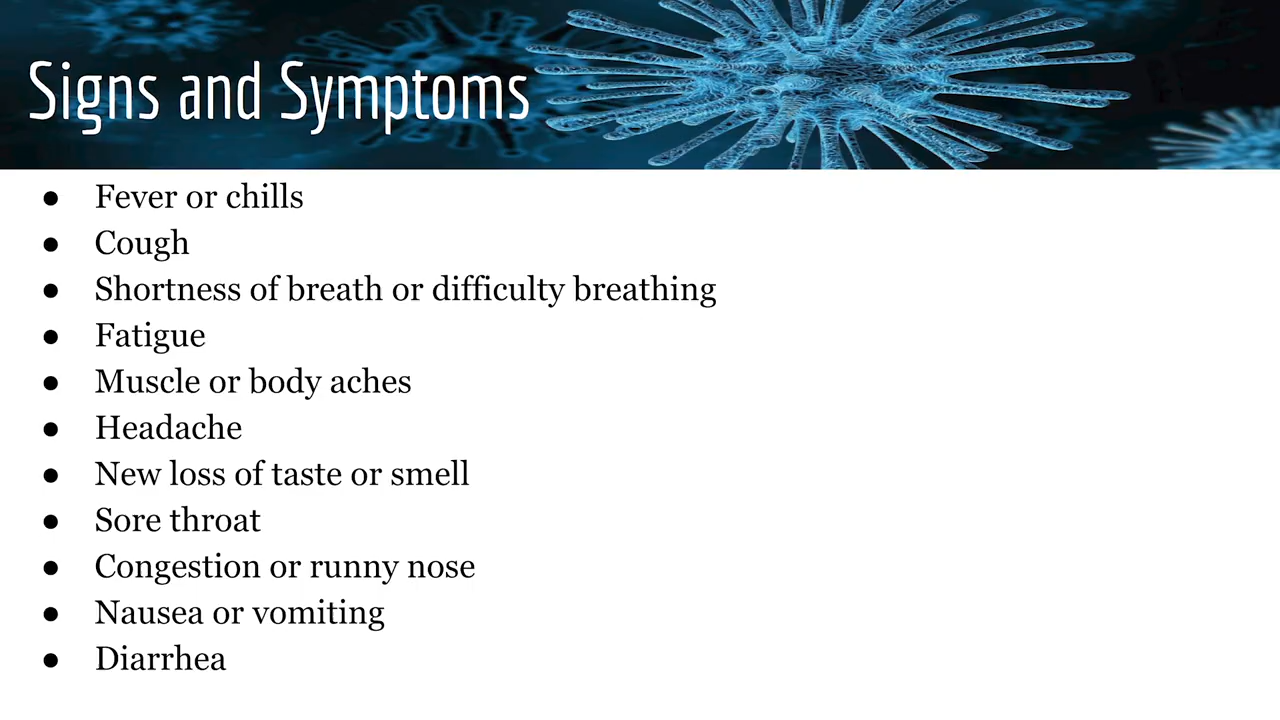 Signs and Symptoms
● Fever or chills
● Cough
● Shortness of breath or difficulty breathing
● Fatigue
● Muscle or body aches
● Headache
● New loss of taste or smell
● Sore throat
● Congestion or runny nose
● Nausea or vomiting
● Diarrhea